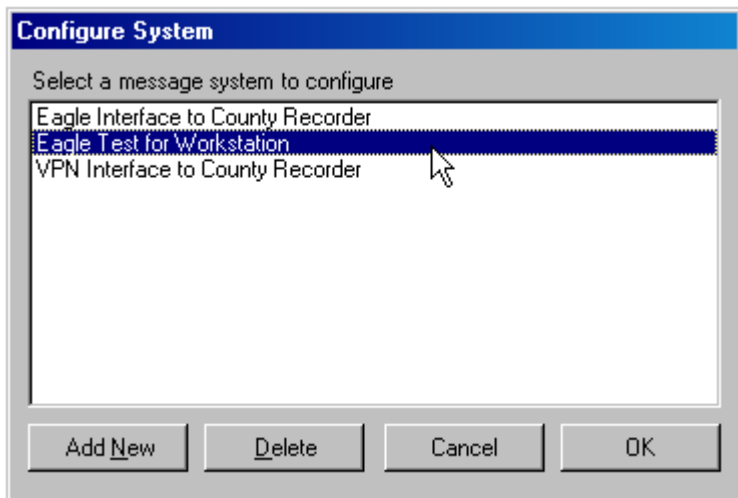 Configure System
Select a message system to configure
Eagle Interface to County Recorder
Eagle Test for Workstation
VPN Interface to County Recorder
Add New Delete Cancel OK